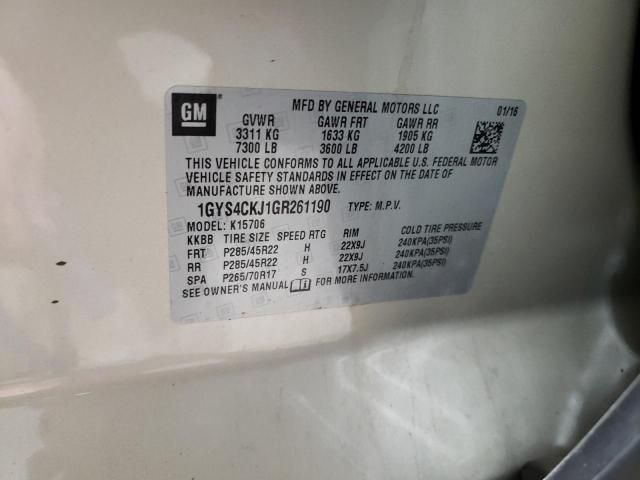 GM
MFD BY GENERAL MOTORS LLC 01/16
GVWR GAWR FRT GAWR RR
3311 KG 1633 KG 1905 KG
7300 LB 3600 LB 4200 LB
THIS VEHICLE CONFORMS TO ALL APPLICABLE U.S. FEDERAL MOTOR
VEHICLE SAFETY STANDARDS IN EFFECT ON THE DATE OF
MANUFACTURE SHOWN ABOVE.
1GYS4CKJ1GR261190 TYPE: M.P.V.
MODEL: K15706
KKBB TIRE SIZE SPEED RTG RIM COLD TIRE PRESSURE
FRT P285/45R22 H 22X9J 240KPA(35PSI)
RR P285/45R22 H 22X9J 240KPA(35PSI)
SPA P265/70R17 S 17X7.5J 240KPA(35PSI)
SEE OWNER'S MANUAL FOR MORE INFORMATION.